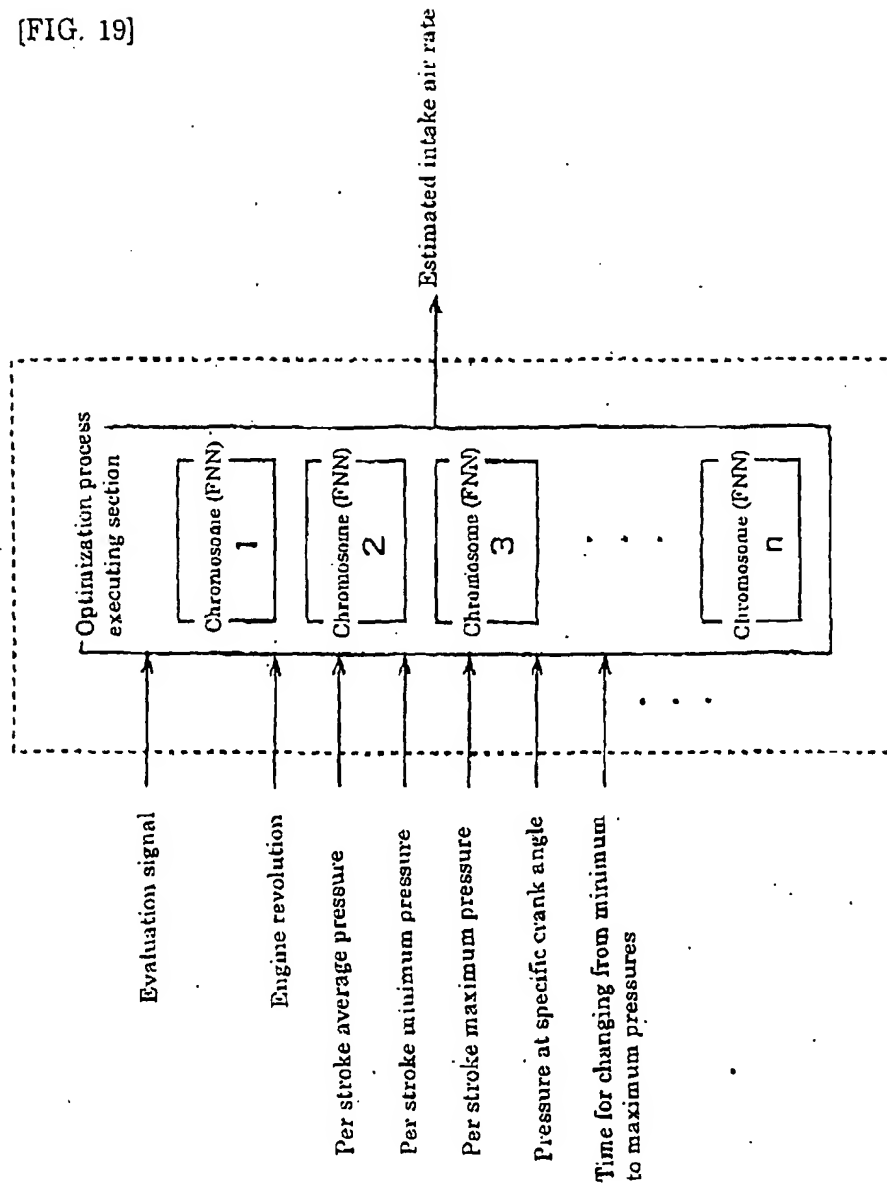 [FIG. 19]
Evaluation signal
Engine revolution
Per stroke average pressure
Per stroke minimum pressure
Per stroke maximum pressure
Pressure at specific crank angle
Time for changing from minimum
to maximum pressures
Optimization process
executing section
Chromosome (FNN)
1
Chromosome (FNN)
2
Chromosome (FNN)
3
Chromosome (FNN)
n
Estimated intake air rate